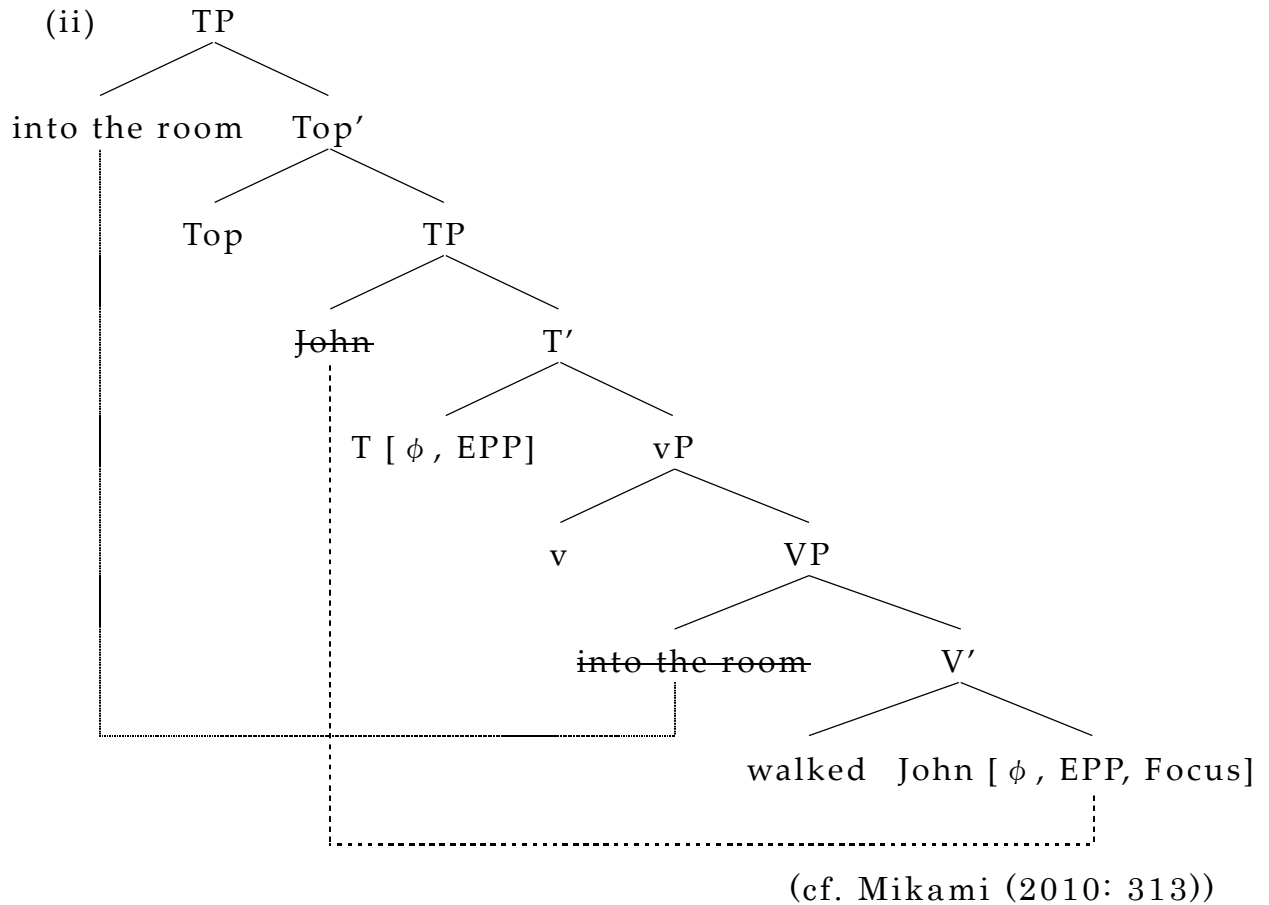 (ii) TP
into the room Top′
Top TP
John T′
T [ φ , EPP] vP
v VP
into the room V′
walked John [ φ , EPP, Focus]
(cf. Mikami (2010: 313))